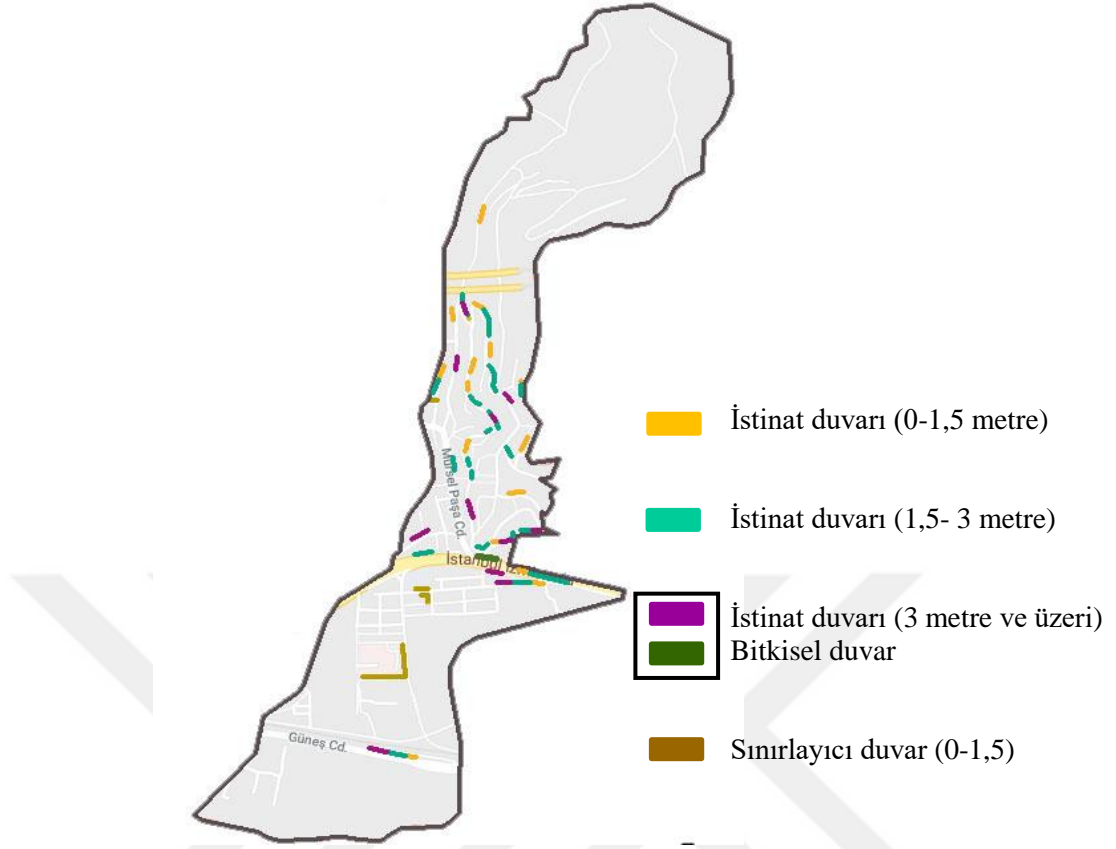 İstinat duvarı (0-1,5 metre)
Mürsel Paşa Cd.
İstinat duvarı (1,5- 3 metre)
İstanbul
İstinat duvarı (3 metre ve üzeri)
Bitkisel duvar
Güneş Cd.
Sınırlayıcı duvar (0-1,5)